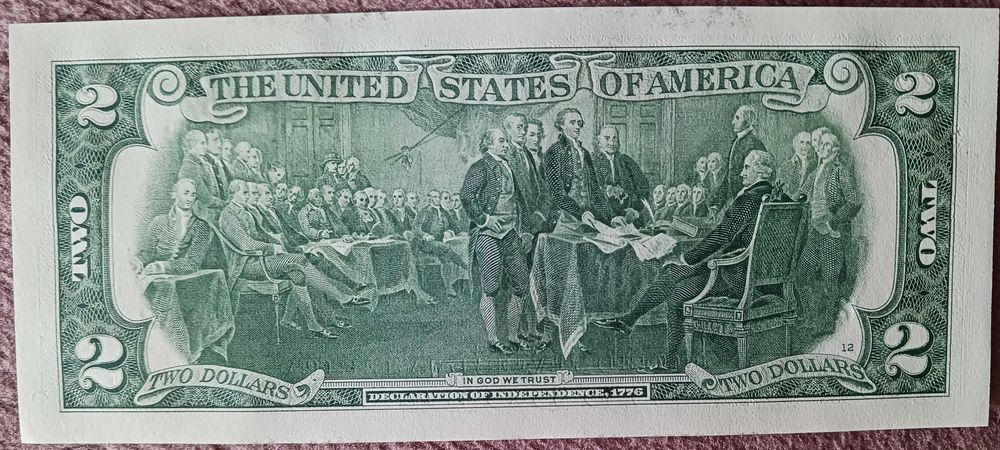 2 THE UNITED STATES OF AMERICA 2
TWO
TWO
12
2 2
TWO DOLLARS TWO DOLLARS
IN GOD WE TRUST
DECLARATION OF INDEPENDENCE, 1776